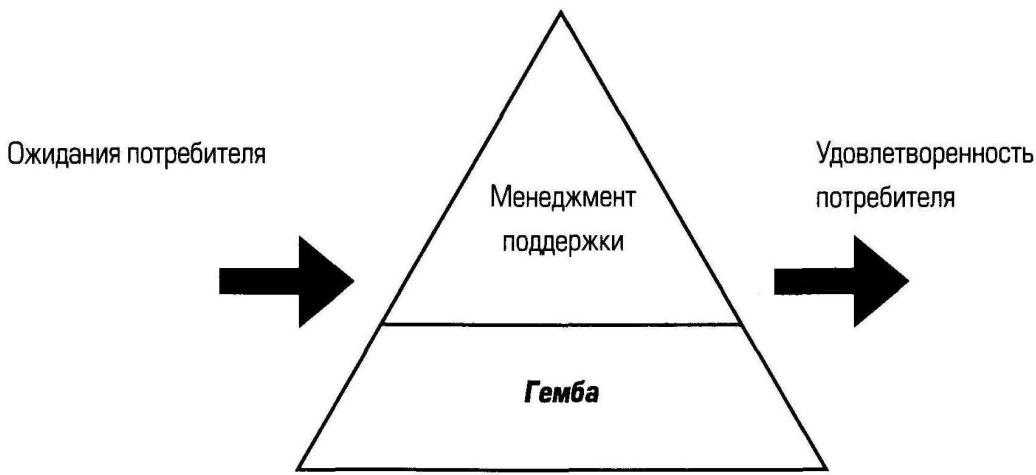 Ожидания потребителя
Менеджмент
поддержки
Удовлетворенность
потребителя
Гемба